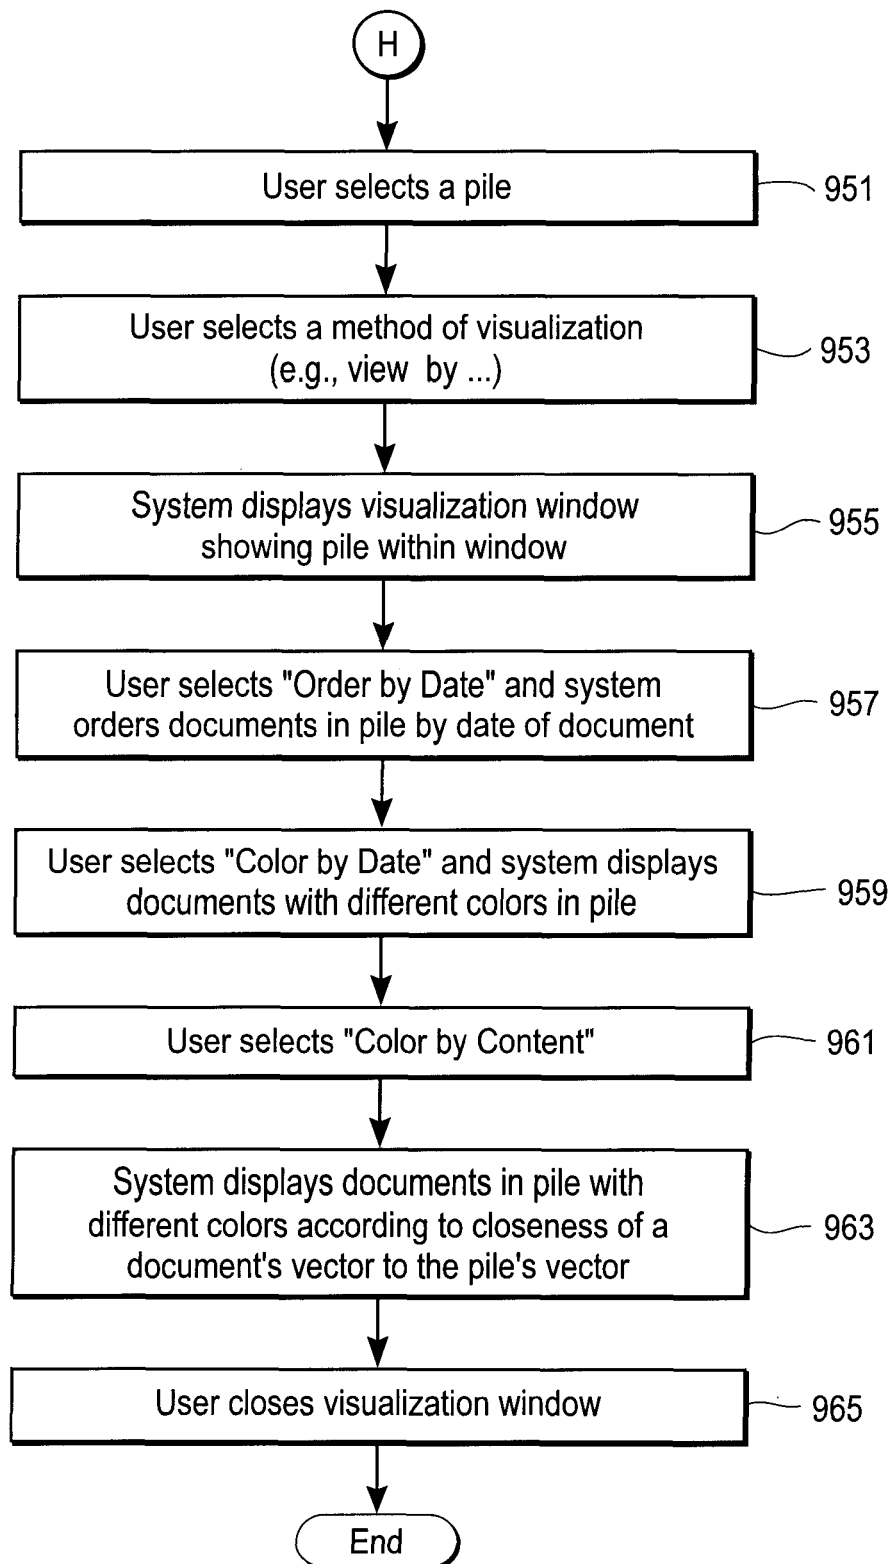 H
User selects a pile
951
User selects a method of visualization
(e.g., view by ...)
953
System displays visualization window
showing pile within window
955
User selects "Order by Date" and system
orders documents in pile by date of document
957
User selects "Color by Date" and system displays
documents with different colors in pile
959
User selects "Color by Content"
961
System displays documents in pile with
different colors according to closeness of a
document's vector to the pile's vector
963
User closes visualization window
965
End